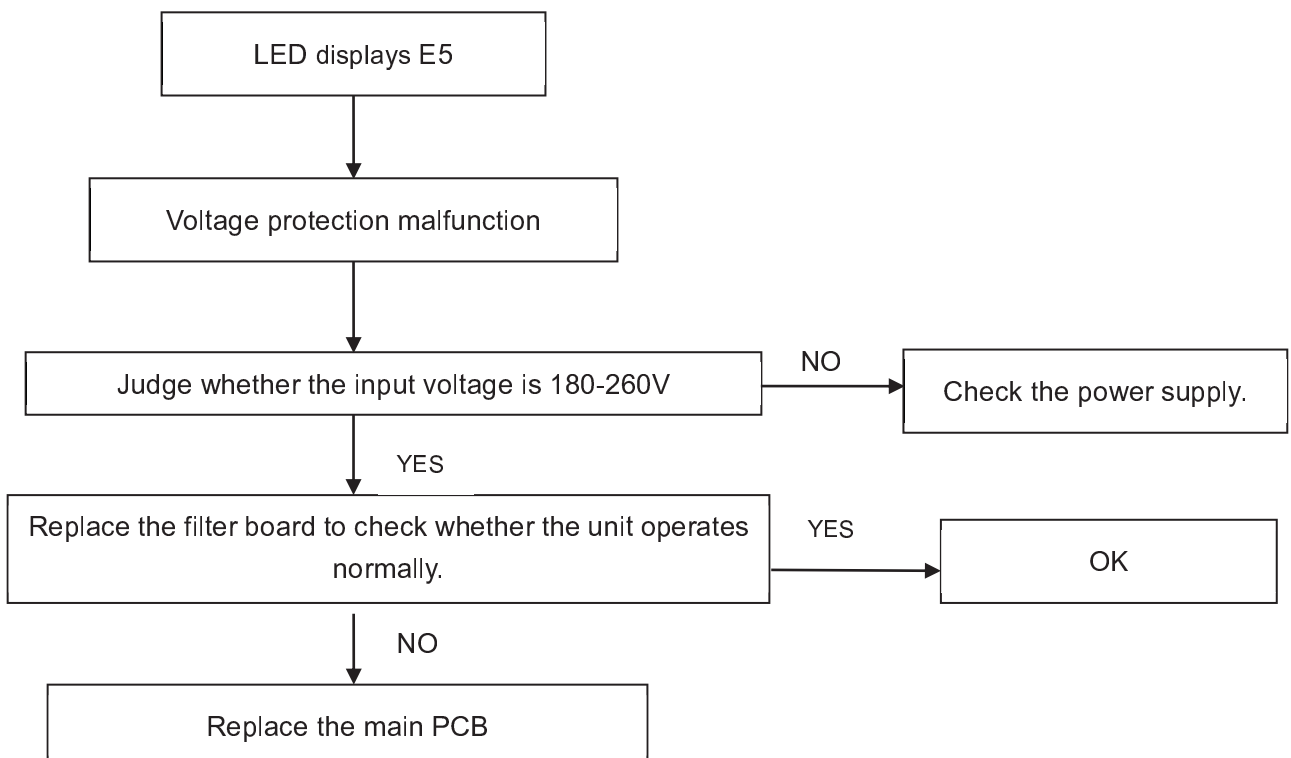 LED displays E5
Voltage protection malfunction
Judge whether the input voltage is 180-260V
NO
Check the power supply.
YES
Replace the filter board to check whether the unit operates
normally.
YES
OK
NO
Replace the main PCB